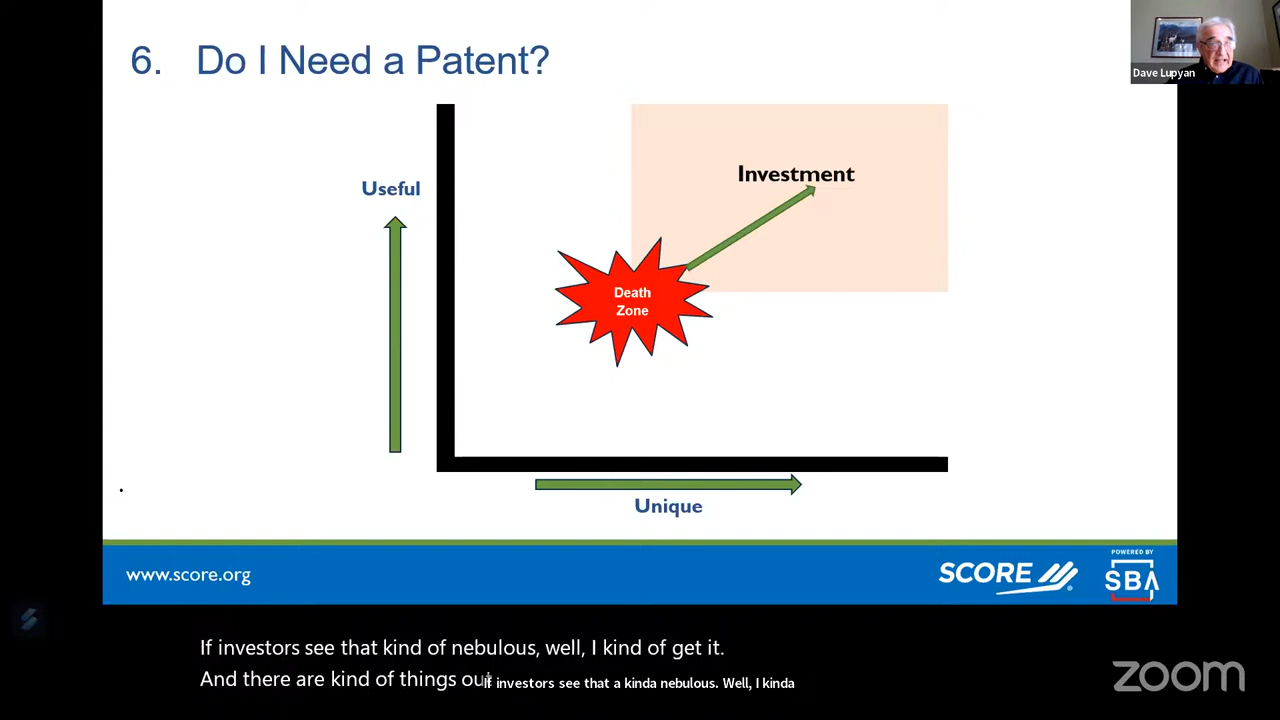 6. Do I Need a Patent?
Dave Lupyan
Investment
Useful
Death
Zone
Unique
www.score.org
SCORE
POWERED BY
SBA
If investors see that kind of nebulous, well, I kind of get it.
And there are kind of things out
If investors see that a kinda nebulous. Well, I kinda
zoom